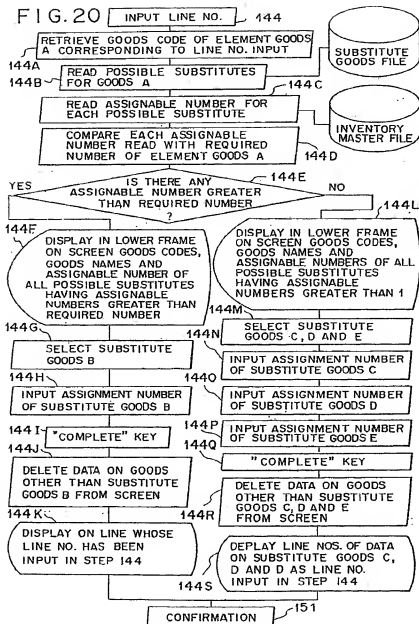 FIG.20
INPUT LINE NO.
144
RETRIEVE GOODS CODE OF ELEMENT GOODS
A CORRESPONDING TO LINE NO. INPUT
144A
144B
READ POSSIBLE SUBSTITUTES
FOR GOODS A
SUBSTITUTE
GOODS FILE
144C
READ ASSIGNABLE NUMBER FOR
EACH POSSIBLE SUBSTITUTE
INVENTORY
MASTER FILE
COMPARE EACH ASSIGNABLE
NUMBER READ WITH REQUIRED
NUMBER OF ELEMENT GOODS A
144D
144E
YES
IS THERE ANY
ASSIGNABLE NUMBER GREATER
THAN REQUIRED NUMBER
?
NO
144F
DISPLAY IN LOWER FRAME
ON SCREEN GOODS CODES,
GOODS NAMES AND
ASSIGNABLE NUMBER OF
ALL POSSIBLE SUBSTITUTES
HAVING ASSIGNABLE
NUMBERS GREATER THAN
REQUIRED NUMBER
144G
SELECT SUBSTITUTE
GOODS B
144H
INPUT ASSIGNMENT NUMBER
OF SUBSTITUTE GOODS B
144I
"COMPLETE" KEY
144J
DELETE DATA ON GOODS
OTHER THAN SUBSTITUTE
GOODS B FROM SCREEN
144K
DISPLAY ON LINE WHOSE
LINE NO. HAS BEEN
INPUT IN STEP 144
144L
DISPLAY IN LOWER FRAME
ON SCREEN GOODS CODES,
GOODS NAMES AND
ASSIGNABLE NUMBERS OF ALL
POSSIBLE SUBSTITUTES
HAVING ASSIGNABLE
NUMBERS GREATER THAN 1
144M
SELECT SUBSTITUTE
GOODS C, D AND E
144N
INPUT ASSIGNMENT NUMBER
OF SUBSTITUTE GOODS C
144O
INPUT ASSIGNMENT NUMBER
OF SUBSTITUTE GOODS D
144P
INPUT ASSIGNMENT NUMBER
OF SUBSTITUTE GOODS E
144Q
"COMPLETE" KEY
DELETE DATA ON GOODS
OTHER THAN SUBSTITUTE
GOODS C, D AND E
FROM SCREEN
144R
DEPLAY LINE NOS. OF DATA
ON SUBSTITUTE GOODS C,
D AND D AS LINE NO.
INPUT IN STEP 144
144S
CONFIRMATION
151